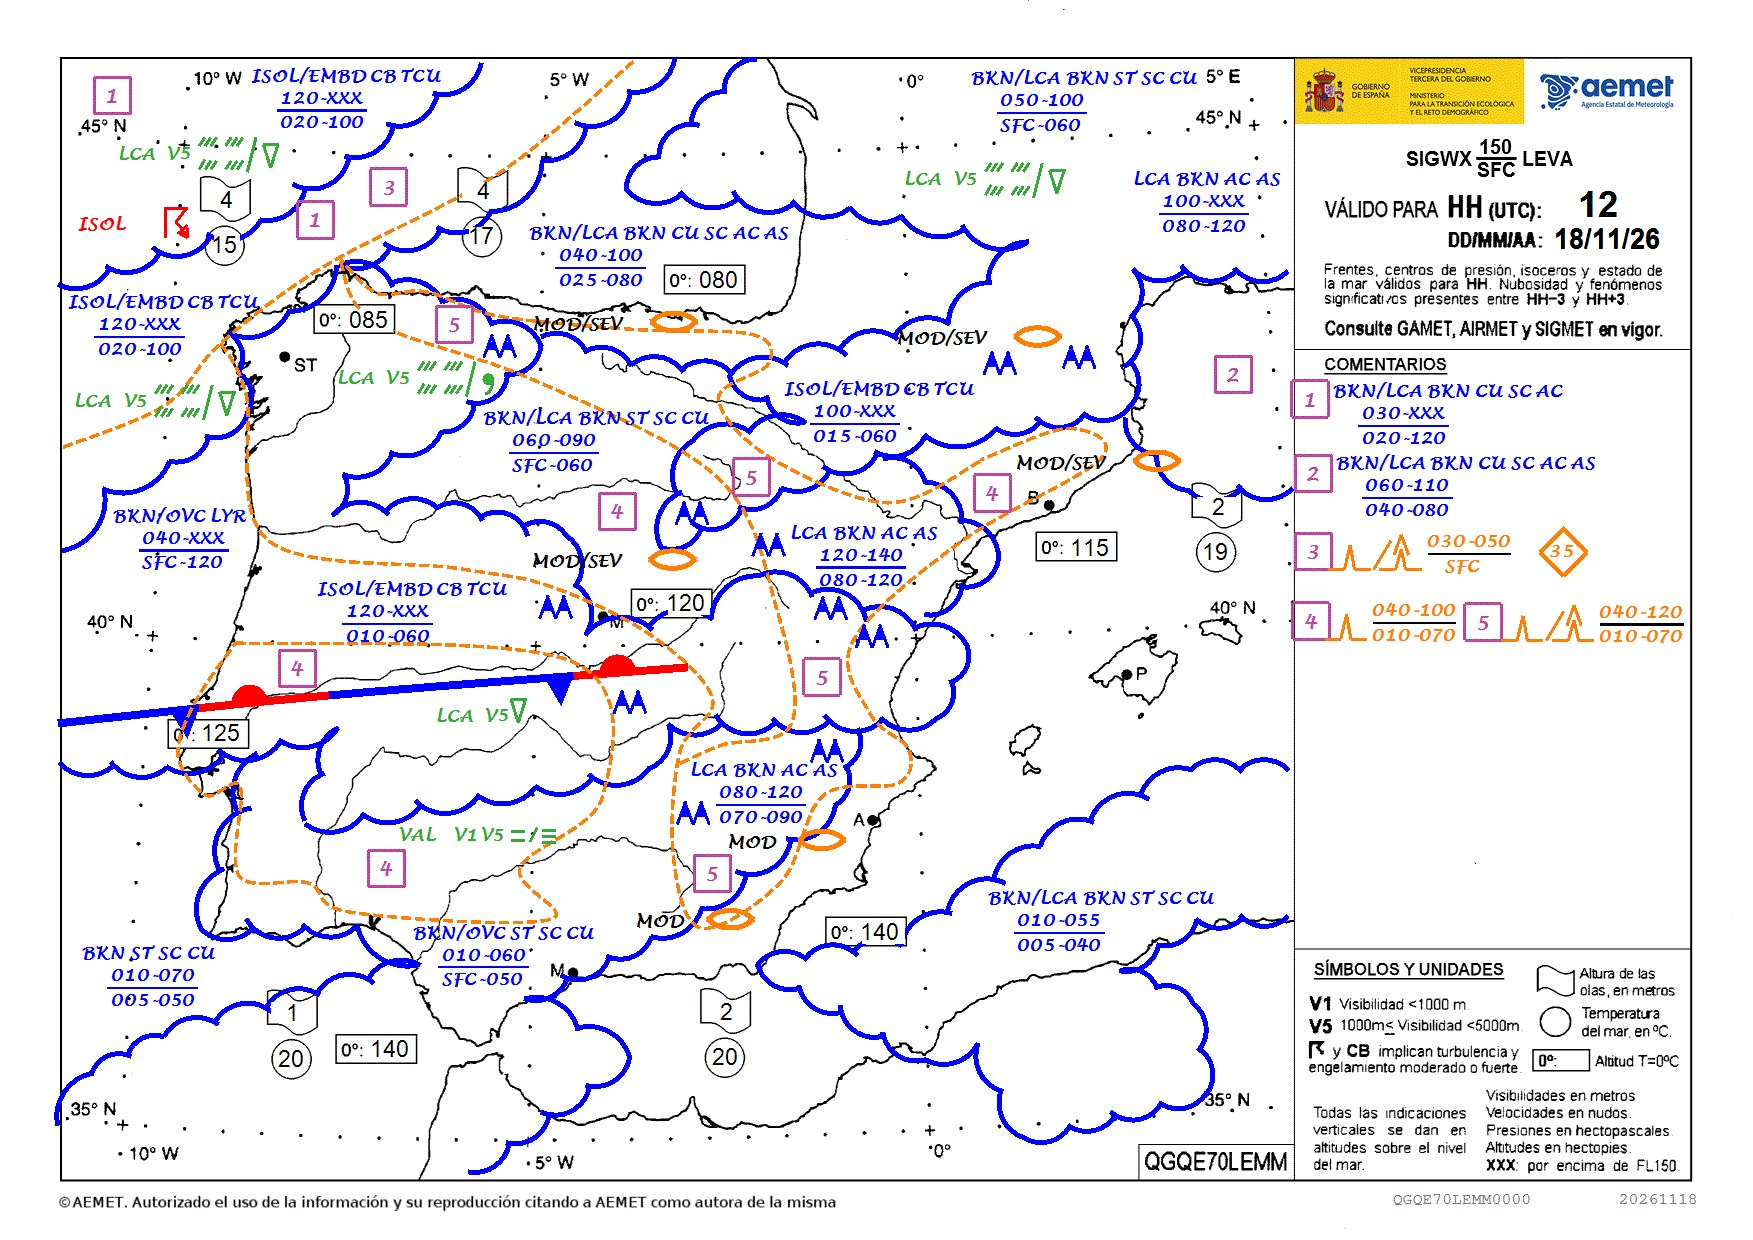 10° W
ISOL/EMBD CB TCU
120-XXX
020-100
5° W
0°
BKN/LCA BKN ST SC CU
050-100
SFC-060
5° E
45° N
1
45° N
LCA V5
4
15
ISOL
1
3
4
17
LCA V5
LCA BKN AC AS
100-XXX
080-120
BKN/LCA BKN CU SC AC AS
040-100
025-080
0°: 080
ISOL/EMBD CB TCU
120-XXX
020-100
0°: 085
5
MOD/SEV
MOD/SEV
ST
LCA V5
LCA V5
2
ISOL/EMBD CB TCU
100-XXX
015-060
BKN/LCA BKN ST SC CU
060-090
SFC-060
MOD/SEV
5
4
4
B
2
19
BKN/OVC LYR
040-XXX
SFC-120
LCA BKN AC AS
120-140
080-120
0°: 115
MOD/SEV
ISOL/EMBD CB TCU
120-XXX
010-060
0°: 120
M
40° N
40° N
4
5
P
LCA V5
0°: 125
LCA BKN AC AS
080-120
070-090
A
VAL V1 V5
MOD
4
5
MOD
BKN/LCA BKN ST SC CU
010-055
005-040
0°: 140
BKN ST SC CU
010-070
005-050
BKN/OVC ST SC CU
010-060
SFC-050
M
1
20
0°: 140
2
20
35° N
35° N
10° W
5° W
0°
QGQE70LEMM
GOBIERNO
DE ESPAÑA
VICEPRESIDENCIA
TERCERA DEL GOBIERNO
MINISTERIO
PARA LA TRANSICIÓN ECOLÓGICA
Y EL RETO DEMOGRÁFICO
aemet
Agencia Estatal de Meteorología
SIGWX 150/SFC LEVA
VÁLIDO PARA HH (UTC): 12
DD/MM/AA: 18/11/26
Frentes, centros de presión, isoceros y estado de
la mar válidos para HH. Nubosidad y fenómenos
significativos presentes entre HH-3 y HH+3.
Consulte GAMET, AIRMET y SIGMET en vigor.
COMENTARIOS
1 BKN/LCA BKN CU SC AC
030-XXX
020-120
2 BKN/LCA BKN CU SC AC AS
060-110
040-080
3 030-050
SFC
35
4 040-100
010-070
5 040-120
010-070
SÍMBOLOS Y UNIDADES
V1 Visibilidad <1000 m.
V5 1000m≤ Visibilidad <5000m.
y CB implican turbulencia y
engelamiento moderado o fuerte.
Altura de las
olas, en metros
Temperatura
del mar, en ºC.
0º: Altitud T=0ºC
Todas las indicaciones
verticales se dan en
altitudes sobre el nivel
del mar.
Visibilidades en metros
Velocidades en nudos.
Presiones en hectopascales.
Altitudes en hectopies.
XXX: por encima de FL150.
©AEMET. Autorizado el uso de la información y su reproducción citando a AEMET como autora de la misma
QGQE70LEMM0000 20261118